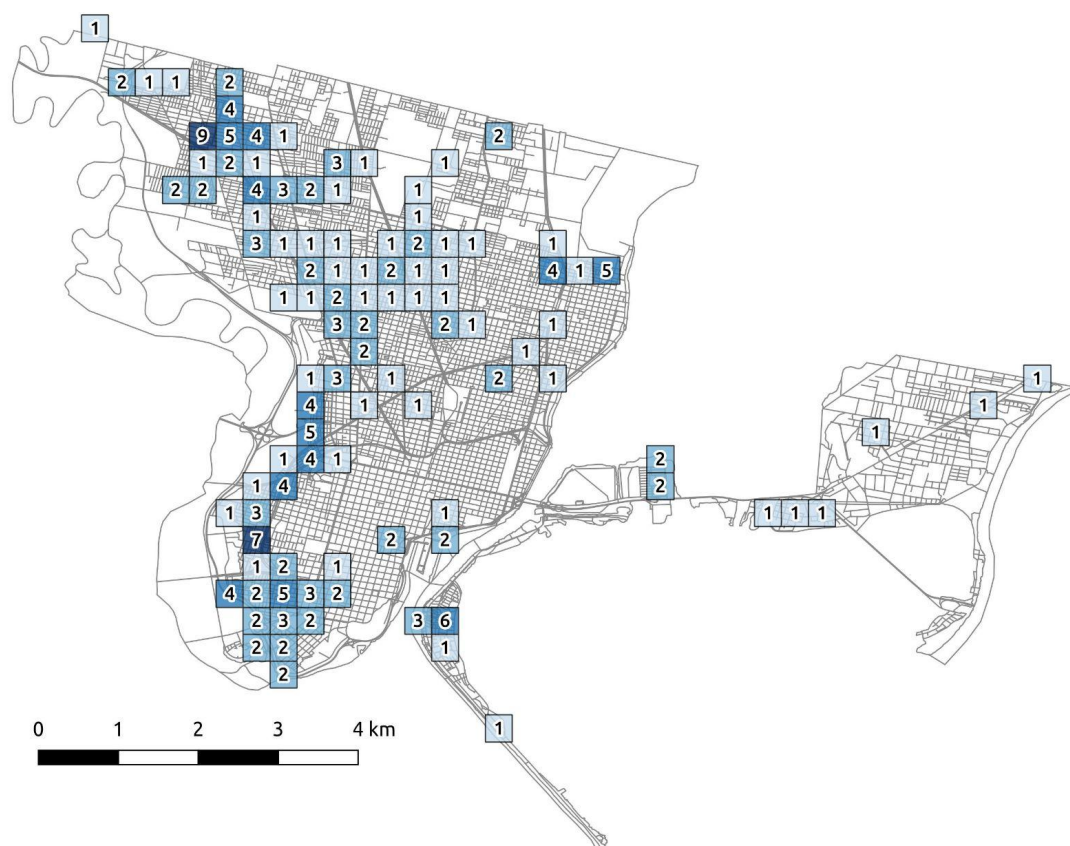 1
2 1 1 2
4
9 5 4 1 2
1 2 1 3 1 1
2 2 4 3 2 1 1
1 1
3 1 1 1 1 2 1 1 1
2 1 1 2 1 1 4 1 5
1 1 2 1 1 1 1
3 2 2 1 1
2 1
1 3 1 2 1 1
4 1 1 1
5 1
1 4 1 2
1 4 2
1 3 1 1 1 1
7 2 2
1 2 1
4 2 5 3 2
2 3 2 3 6
2 2 1
2
1
0 1 2 3 4 km